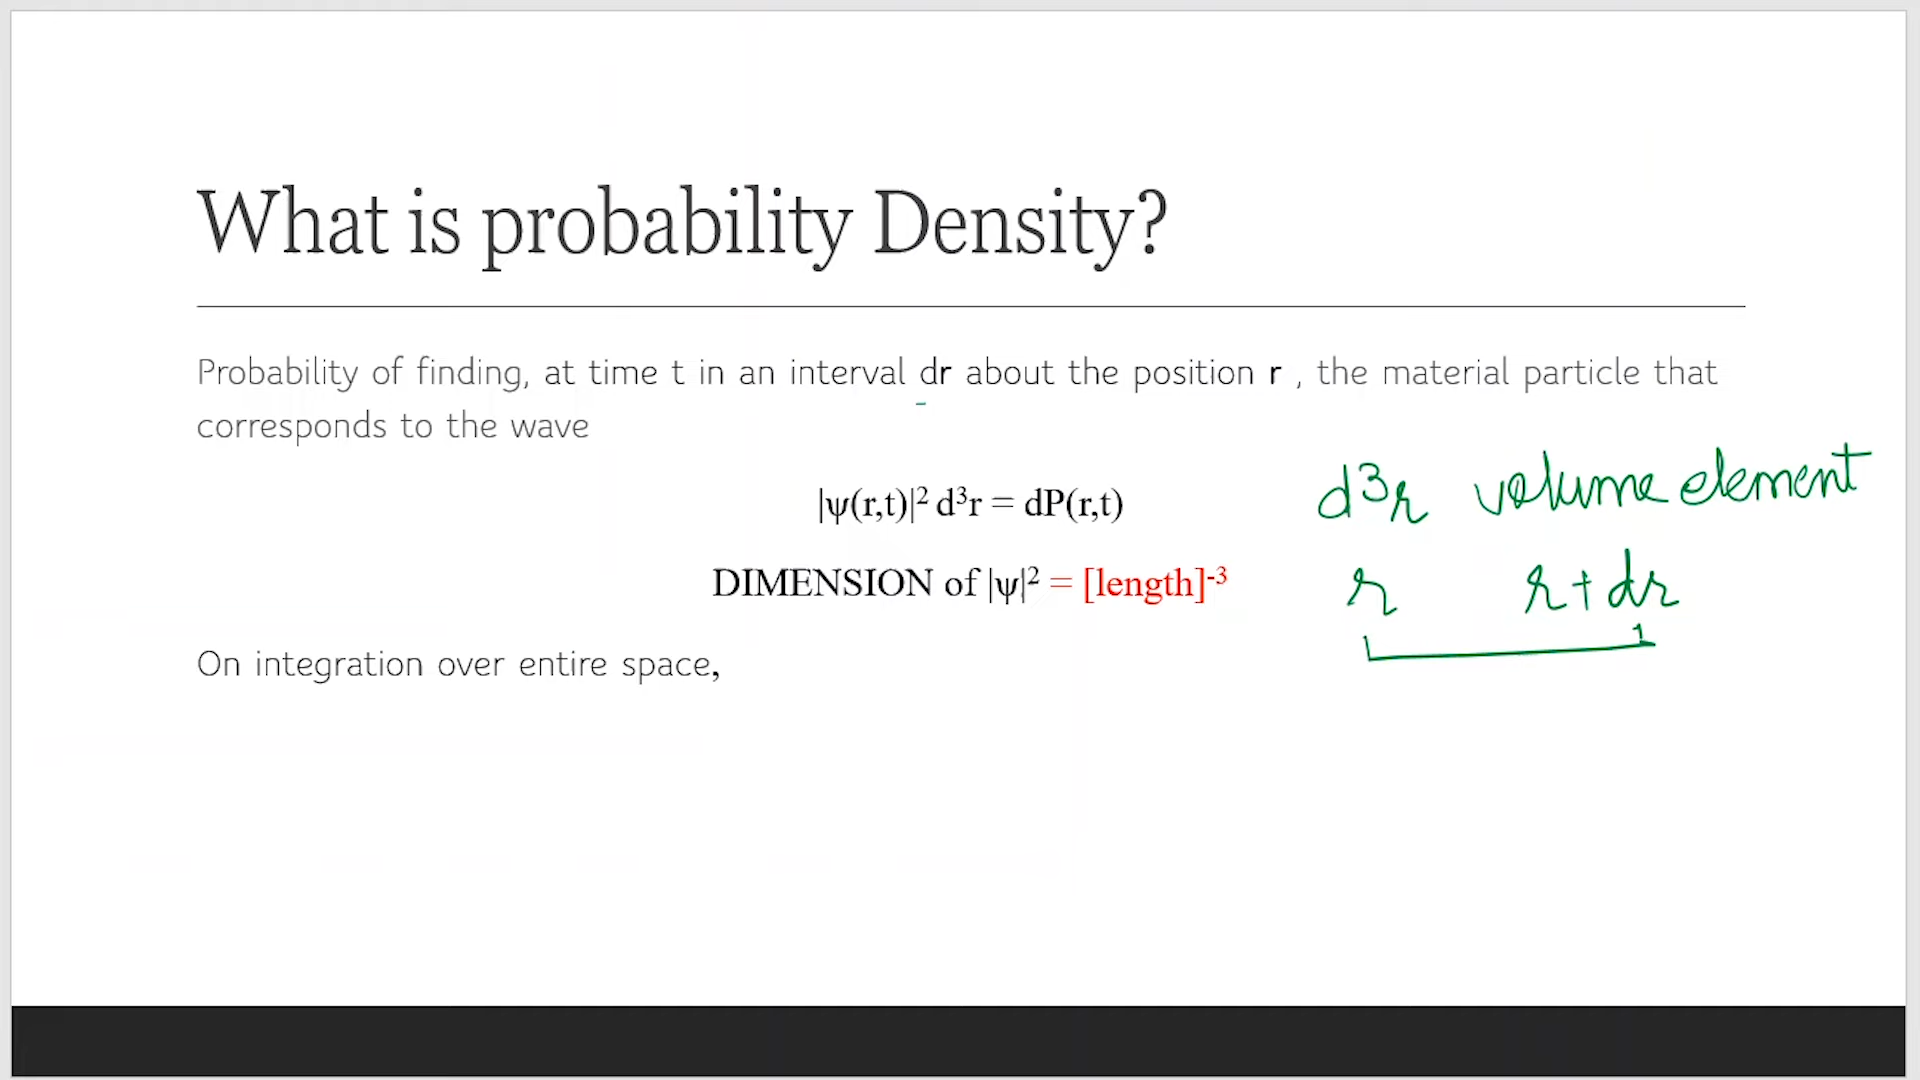 What is probability Density?
Probability of finding, at time t in an interval dr about the position r , the material particle that
corresponds to the wave
|ψ(r,t)|² d³r = dP(r,t)
d³r volume element
DIMENSION of |ψ|² = [length]⁻³
r r+dr
On integration over entire space,